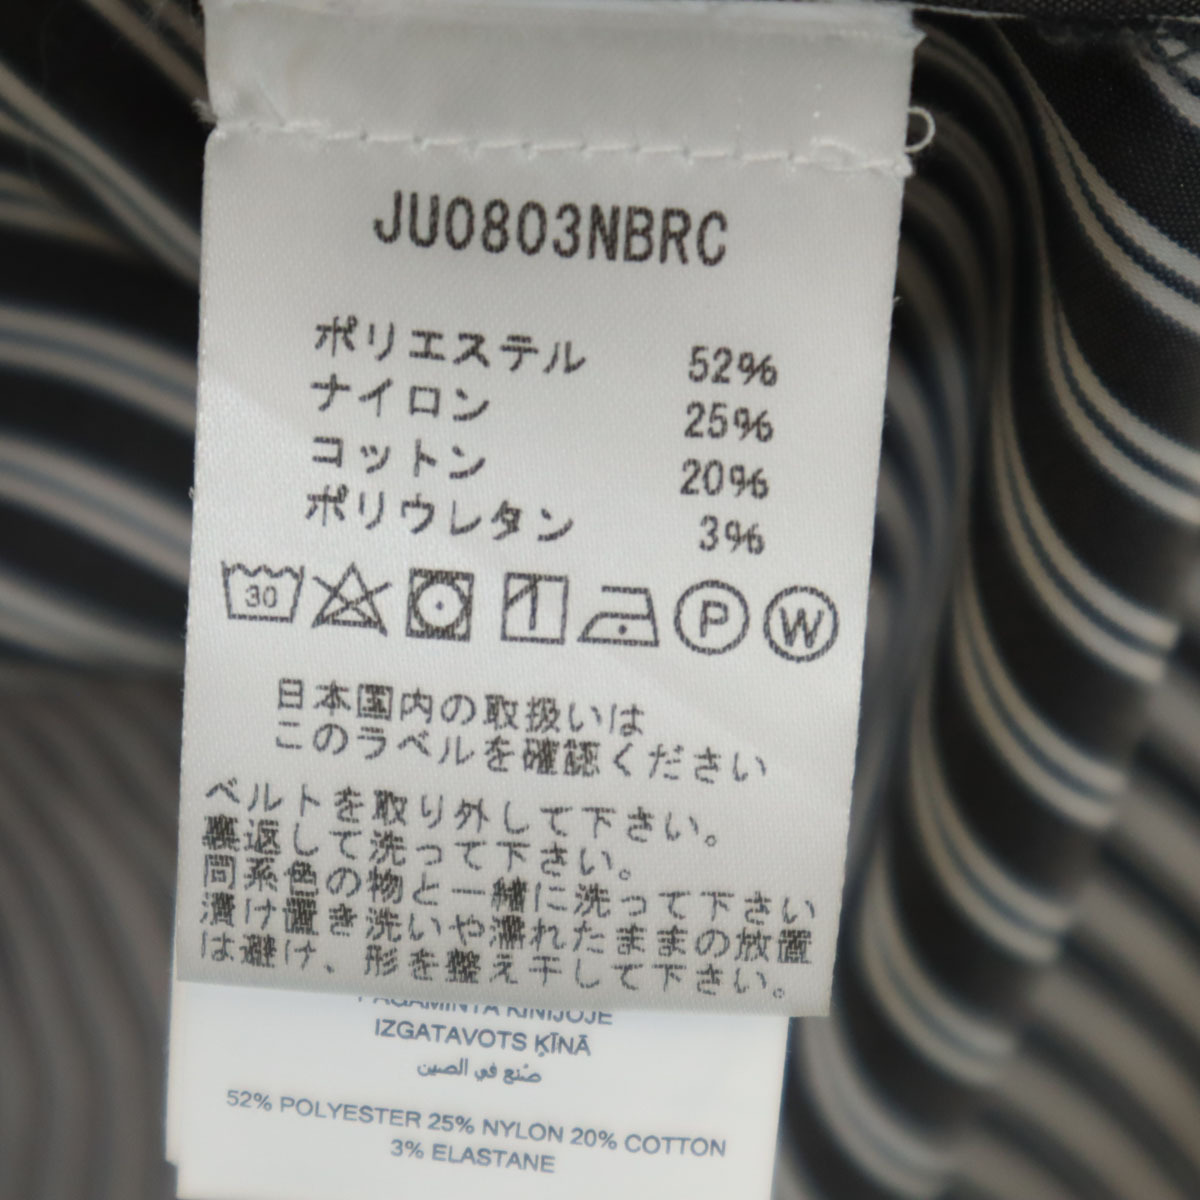 JU0803NBRC
ポリエステル 52%
ナイロン 25%
コットン 20%
ポリウレタン 3%
30 P W
日本国内の取扱いは
このラベルを確認ください
ベルトを取り外して下さい。
裏返して洗って下さい。
同系色の物と一緒に洗って下さい
漬け置き洗いや濡れたままの放置
は避け、形を整え干して下さい。
PAGAMINTA KINIJOJE
IZGATAVOTS ĶĪNĀ
صُنع في الصين
52% POLYESTER 25% NYLON 20% COTTON
3% ELASTANE